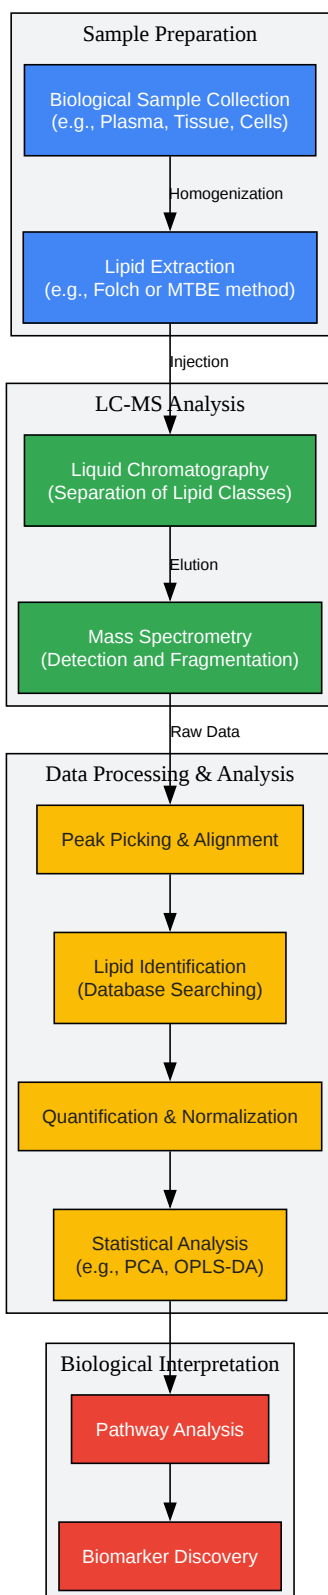 Sample Preparation
Biological Sample Collection
(e.g., Plasma, Tissue, Cells)
Homogenization
Lipid Extraction
(e.g., Folch or MTBE method)
Injection
LC-MS Analysis
Liquid Chromatography
(Separation of Lipid Classes)
Elution
Mass Spectrometry
(Detection and Fragmentation)
Raw Data
Data Processing & Analysis
Peak Picking & Alignment
Lipid Identification
(Database Searching)
Quantification & Normalization
Statistical Analysis
(e.g., PCA, OPLS-DA)
Biological Interpretation
Pathway Analysis
Biomarker Discovery